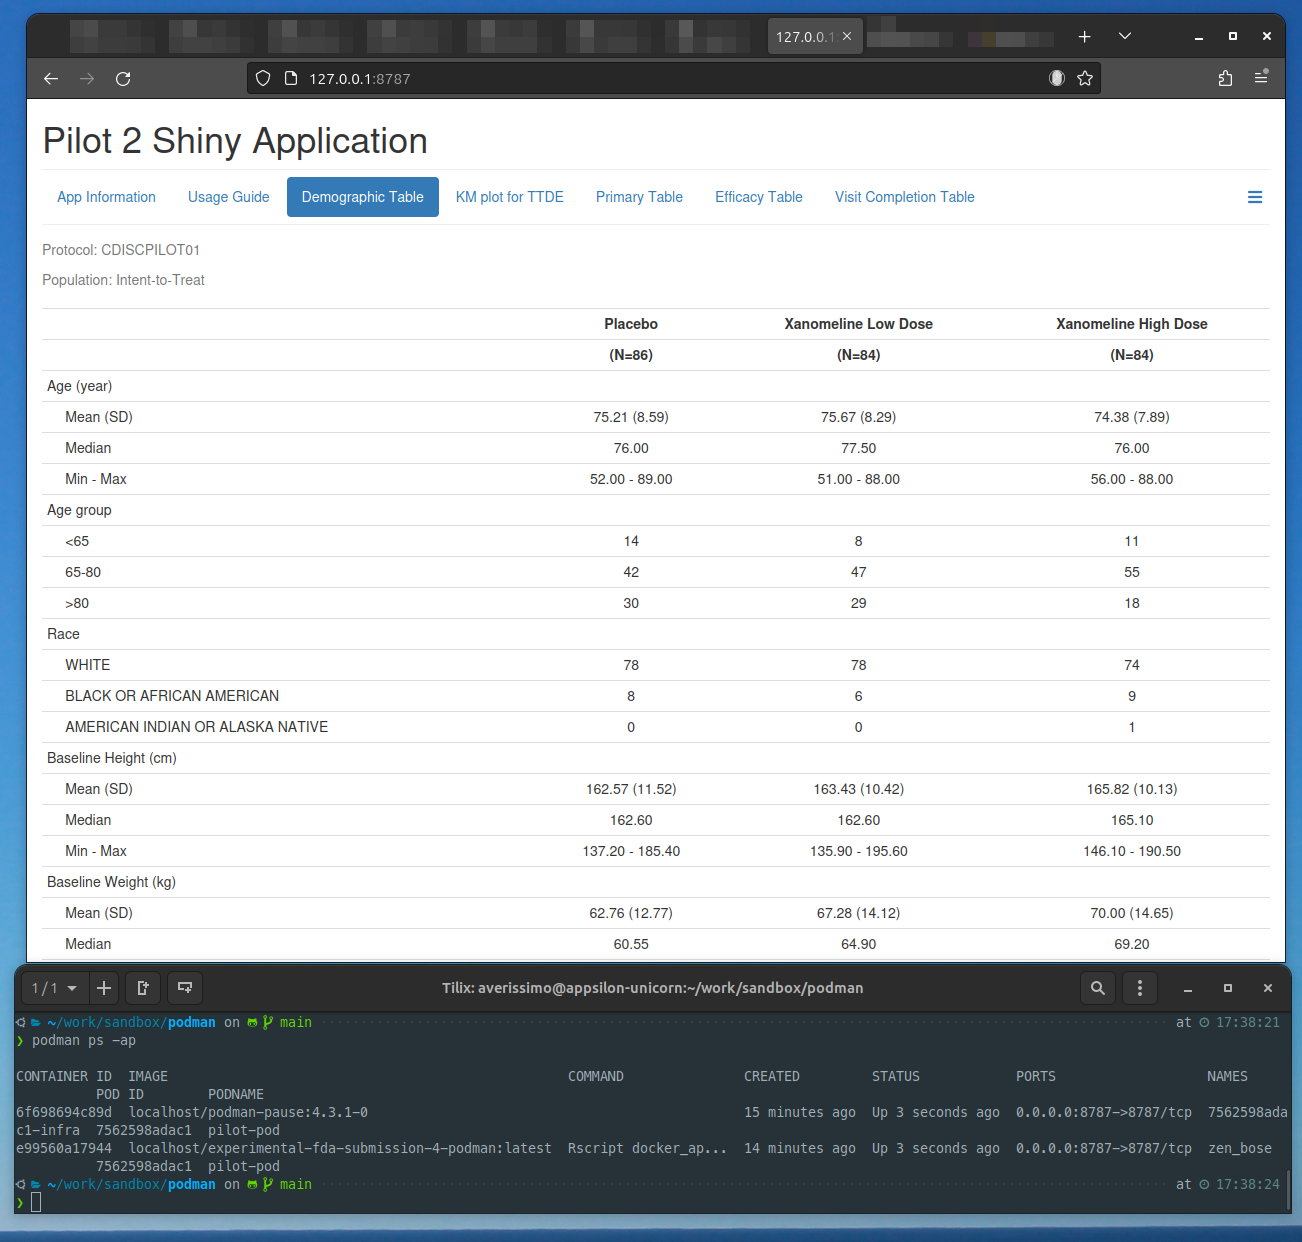 127.0.0.1
127.0.0.1:8787
Pilot 2 Shiny Application
App Information Usage Guide Demographic Table KM plot for TTDE Primary Table Efficacy Table Visit Completion Table
Protocol: CDISCPILOT01
Population: Intent-to-Treat
Placebo Xanomeline Low Dose Xanomeline High Dose
(N=86) (N=84) (N=84)
Age (year)
Mean (SD) 75.21 (8.59) 75.67 (8.29) 74.38 (7.89)
Median 76.00 77.50 76.00
Min - Max 52.00 - 89.00 51.00 - 88.00 56.00 - 88.00
Age group
<65 14 8 11
65-80 42 47 55
>80 30 29 18
Race
WHITE 78 78 74
BLACK OR AFRICAN AMERICAN 8 6 9
AMERICAN INDIAN OR ALASKA NATIVE 0 0 1
Baseline Height (cm)
Mean (SD) 162.57 (11.52) 163.43 (10.42) 165.82 (10.13)
Median 162.60 162.60 165.10
Min - Max 137.20 - 185.40 135.90 - 195.60 146.10 - 190.50
Baseline Weight (kg)
Mean (SD) 62.76 (12.77) 67.28 (14.12) 70.00 (14.65)
Median 60.55 64.90 69.20
1 / 1 Tilix: averissimo@appsilon-unicorn:~/work/sandbox/podman
~/work/sandbox/podman on main at 17:38:21
❯ podman ps -ap
CONTAINER ID IMAGE COMMAND CREATED STATUS PORTS NAMES
POD ID PODNAME
6f698694c89d localhost/podman-pause:4.3.1-0 15 minutes ago Up 3 seconds ago 0.0.0.0:8787->8787/tcp 7562598ada
c1-infra 7562598adac1 pilot-pod
e99560a17944 localhost/experimental-fda-submission-4-podman:latest Rscript docker_ap... 14 minutes ago Up 3 seconds ago 0.0.0.0:8787->8787/tcp zen_bose
7562598adac1 pilot-pod
~/work/sandbox/podman on main at 17:38:24
❯